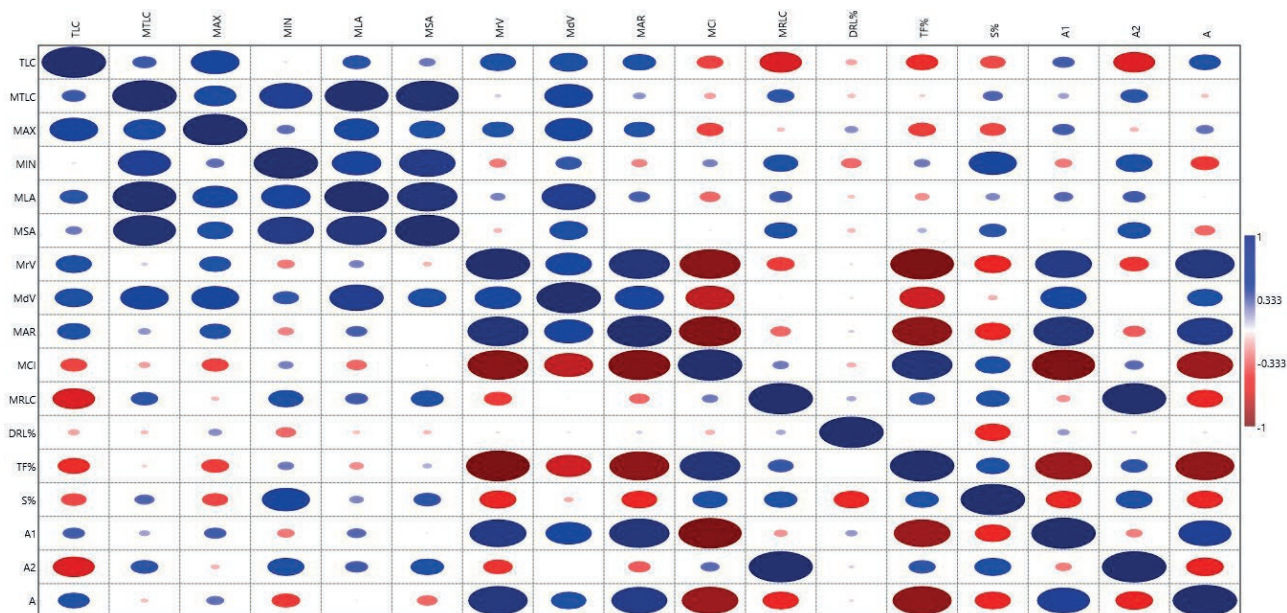 TLC MTLC MAX MIN MLA MSA MrV MdV MAR MCI MRLC DRL% TF% S% A1 A2 A
TLC
MTLC
MAX
MIN
MLA
MSA
MrV
MdV
MAR
MCI
MRLC
DRL%
TF%
S%
A1
A2
A
1
0.333
-0.333
-1